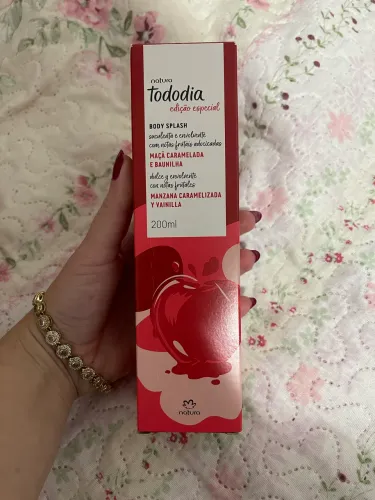 natura
tododia
edição especial
BODY SPLASH
suculento e envolvente
com notas frutais adocicadas
MAÇÃ CARAMELADA
E BAUNILHA
dulce y envolvente
con notas frutales
MANZANA CARAMELIZADA
Y VAINILLA
200ml
natura